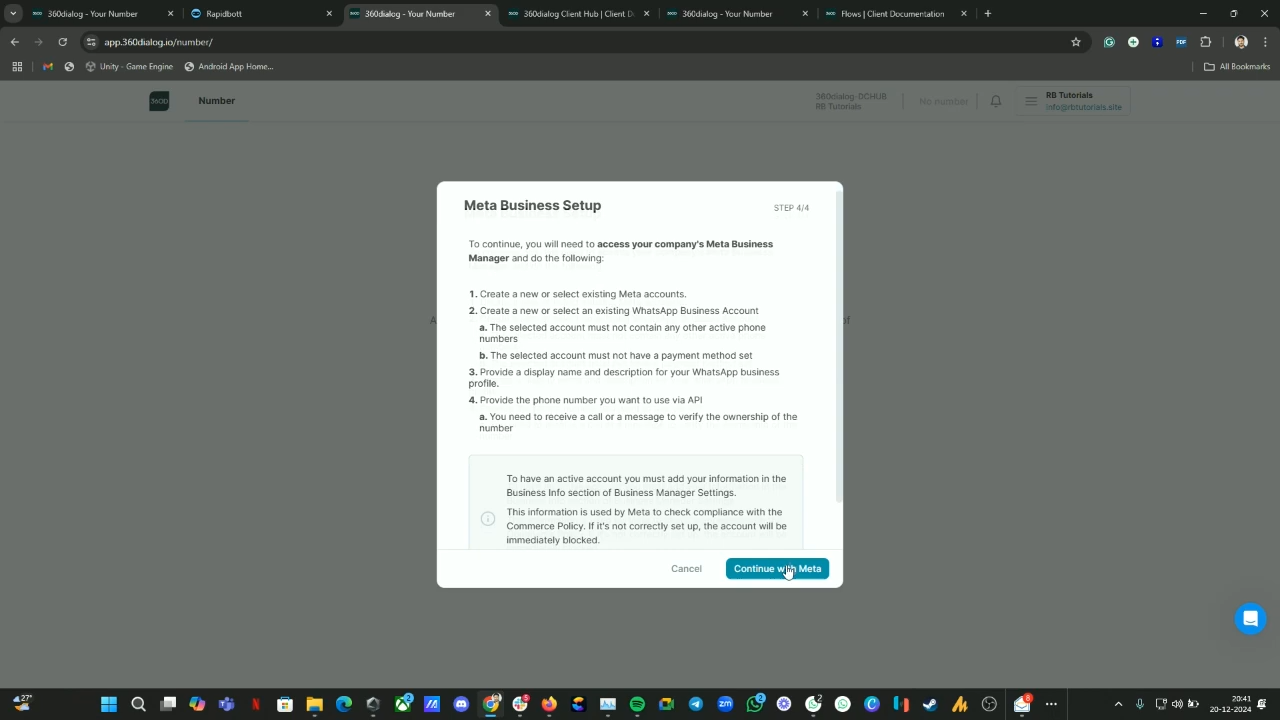 360dialog - Your Number
Rapidbott
360dialog - Your Number
360dialog Client Hub | Client D
360dialog - Your Number
Flows | Client Documentation
app.360dialog.io/number/
Unity - Game Engine
Android App Home...
All Bookmarks
360D
Number
360dialog-DCHUB
RB Tutorials
No number
RB Tutorials
info@rbtutorials.site
Meta Business Setup
STEP 4/4
To continue, you will need to access your company's Meta Business
Manager and do the following:
1. Create a new or select existing Meta accounts.
2. Create a new or select an existing WhatsApp Business Account
a. The selected account must not contain any other active phone
numbers
b. The selected account must not have a payment method set
3. Provide a display name and description for your WhatsApp business
profile.
4. Provide the phone number you want to use via API
a. You need to receive a call or a message to verify the ownership of the
number
To have an active account you must add your information in the
Business Info section of Business Manager Settings.
This information is used by Meta to check compliance with the
Commerce Policy. If it's not correctly set up, the account will be
immediately blocked.
Cancel
Continue with Meta
A
of
27°
20:41
20-12-2024